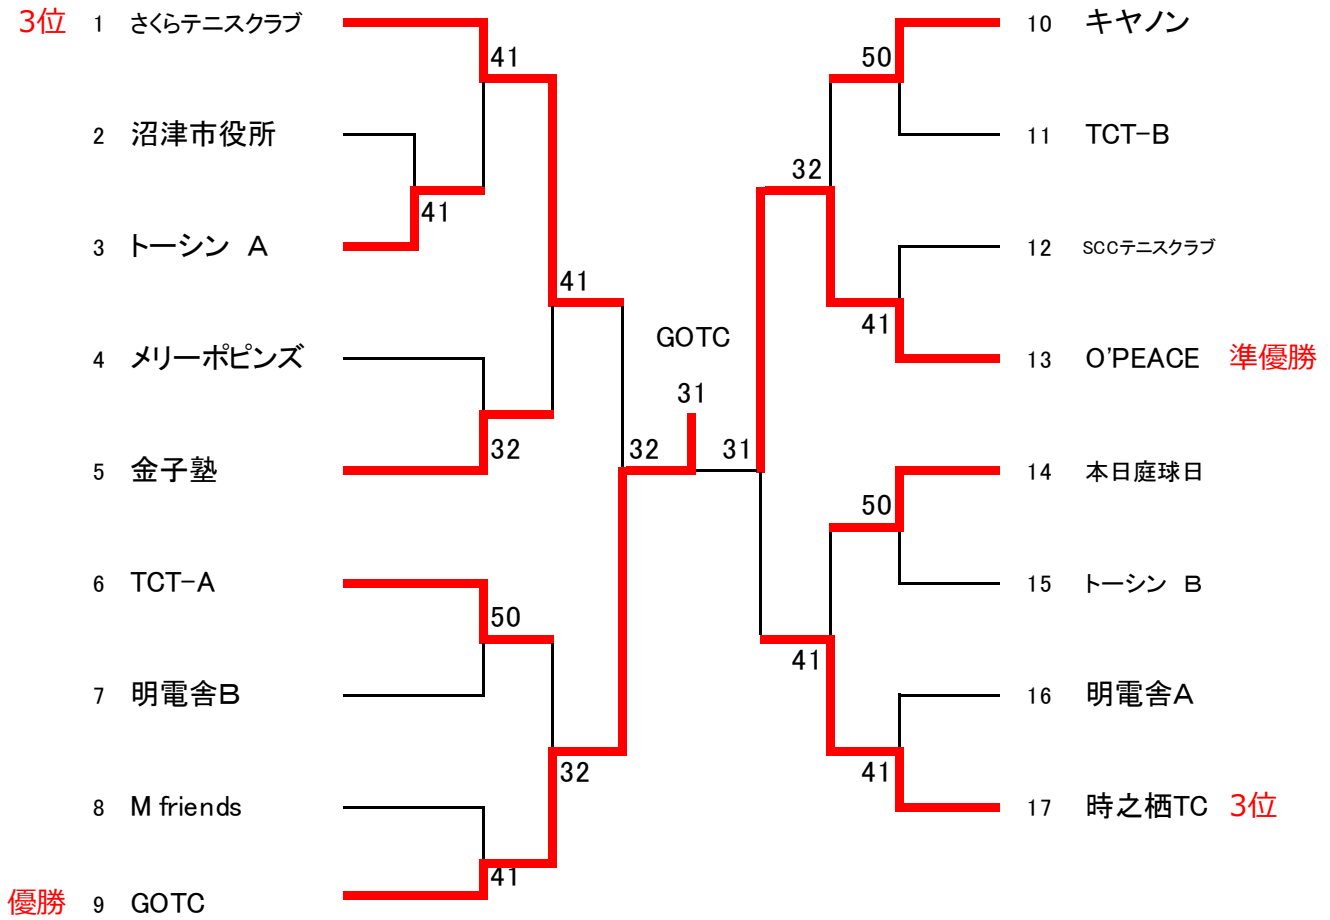 3位 1 さくらテニスクラブ
41
2 沼津市役所
41
3 トーシン A
41
4 メリーポピンズ
32
5 金子塾
6 TCT-A
50
7 明電舎B
32
8 M friends
41
優勝 9 GOTC
GOTC
31
32
31
10 キヤノン
50
11 TCT-B
32
12 SCCテニスクラブ
41
13 O'PEACE 準優勝
14 本日庭球日
50
15 トーシン B
41
16 明電舎A
41
17 時之栖TC 3位